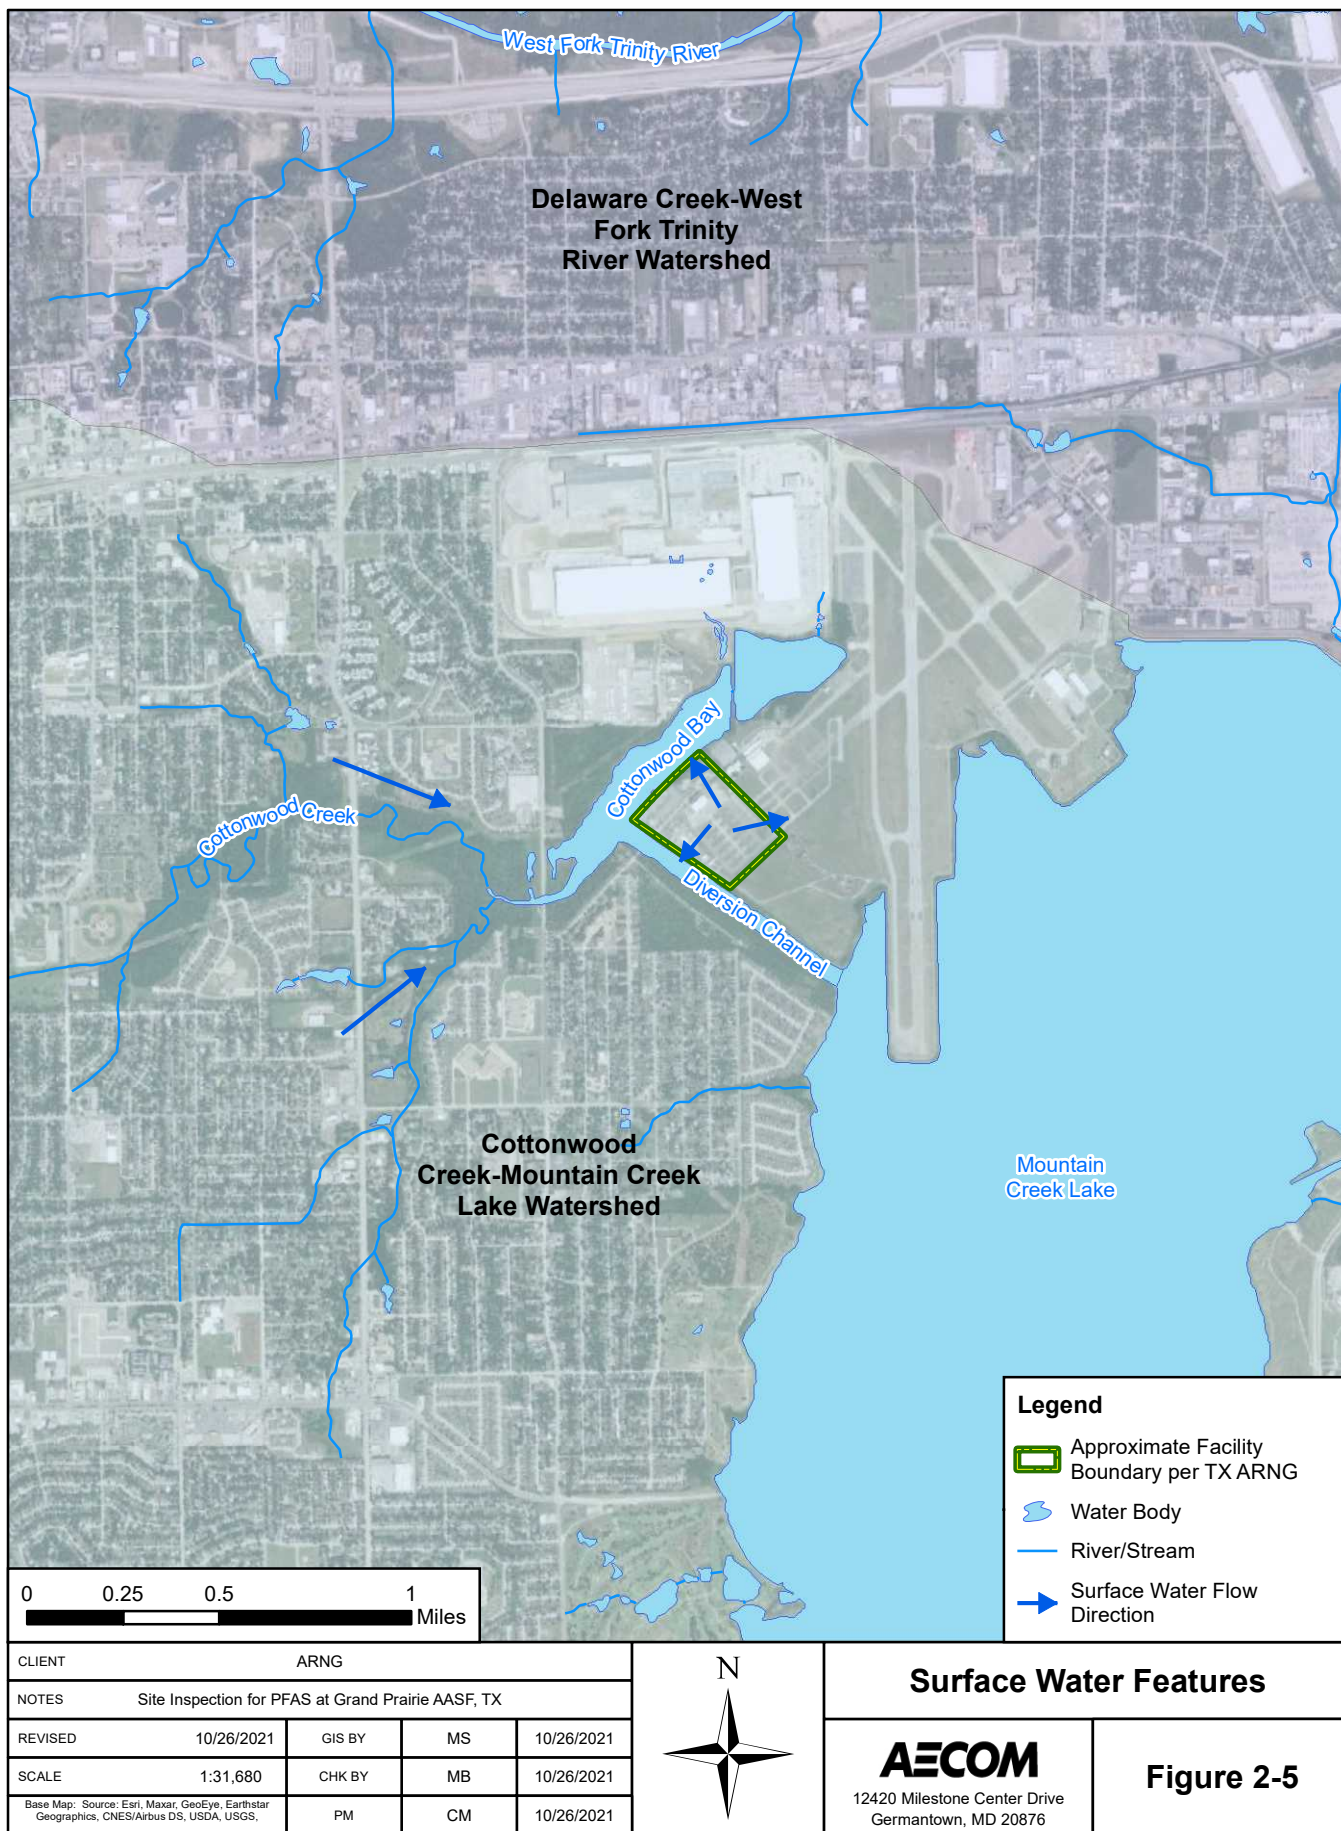 West Fork Trinity River
Delaware Creek-West
Fork Trinity
River Watershed
Cottonwood Bay
Cottonwood Creek
Diversion Channel
Cottonwood
Creek-Mountain Creek
Lake Watershed
Mountain
Creek Lake
Legend
Approximate Facility
Boundary per TX ARNG
Water Body
River/Stream
Surface Water Flow
Direction
0 0.25 0.5 1
Miles
CLIENT ARNG
NOTES Site Inspection for PFAS at Grand Prairie AASF, TX
REVISED 10/26/2021 GIS BY MS 10/26/2021
SCALE 1:31,680 CHK BY MB 10/26/2021
Base Map: Source: Esri, Maxar, GeoEye, Earthstar
Geographics, CNES/Airbus DS, USDA, USGS,
PM CM 10/26/2021
N
Surface Water Features
AECOM
12420 Milestone Center Drive
Germantown, MD 20876
Figure 2-5